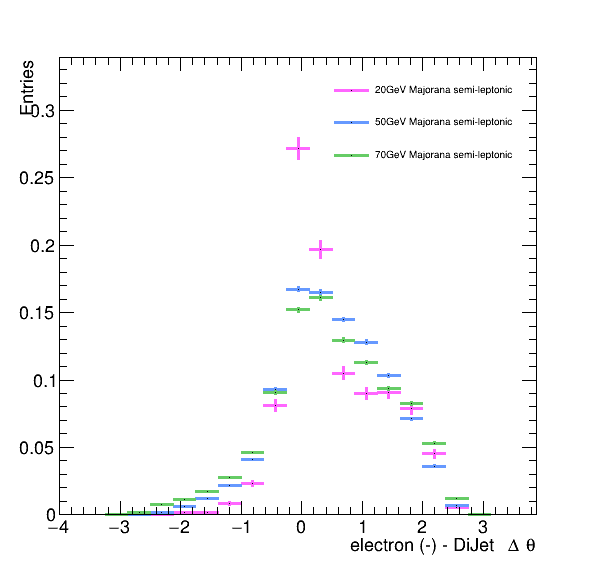 Entries
20GeV Majorana semi-leptonic
50GeV Majorana semi-leptonic
70GeV Majorana semi-leptonic
0.3
0.25
0.2
0.15
0.1
0.05
0
−4 −3 −2 −1 0 1 2 3
electron (-) - DiJet Δ θ